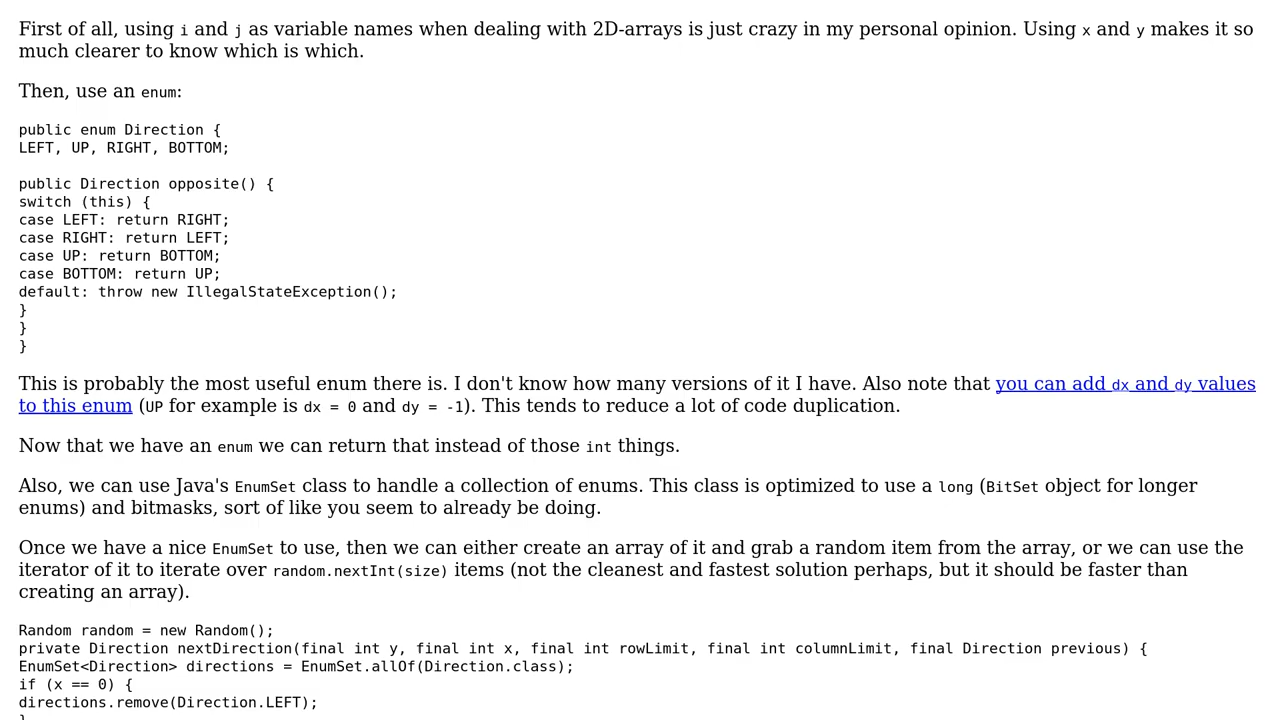 First of all, using i and j as variable names when dealing with 2D-arrays is just crazy in my personal opinion. Using x and y makes it so
much clearer to know which is which.
Then, use an enum:
public enum Direction {
LEFT, UP, RIGHT, BOTTOM;
public Direction opposite() {
switch (this) {
case LEFT: return RIGHT;
case RIGHT: return LEFT;
case UP: return BOTTOM;
case BOTTOM: return UP;
default: throw new IllegalStateException();
}
}
}
This is probably the most useful enum there is. I don't know how many versions of it I have. Also note that you can add dx and dy values
to this enum (UP for example is dx = 0 and dy = -1). This tends to reduce a lot of code duplication.
Now that we have an enum we can return that instead of those int things.
Also, we can use Java's EnumSet class to handle a collection of enums. This class is optimized to use a long (BitSet object for longer
enums) and bitmasks, sort of like you seem to already be doing.
Once we have a nice EnumSet to use, then we can either create an array of it and grab a random item from the array, or we can use the
iterator of it to iterate over random.nextInt(size) items (not the cleanest and fastest solution perhaps, but it should be faster than
creating an array).
Random random = new Random();
private Direction nextDirection(final int y, final int x, final int rowLimit, final int columnLimit, final Direction previous) {
EnumSet<Direction> directions = EnumSet.allOf(Direction.class);
if (x == 0) {
directions.remove(Direction.LEFT);
}